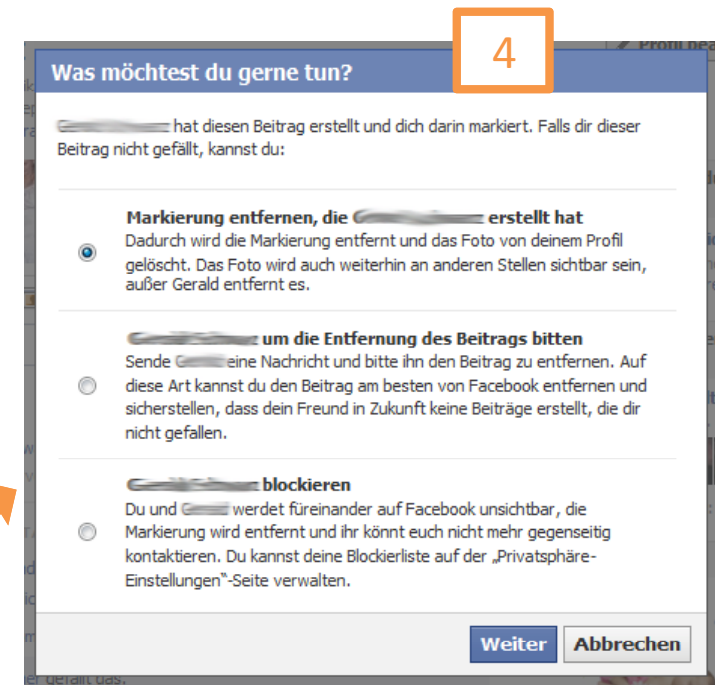 4
Was möchtest du gerne tun?
hat diesen Beitrag erstellt und dich darin markiert. Falls dir dieser
Beitrag nicht gefällt, kannst du:
Markierung entfernen, die erstellt hat
Dadurch wird die Markierung entfernt und das Foto von deinem Profil
gelöscht. Das Foto wird auch weiterhin an anderen Stellen sichtbar sein,
außer Gerald entfernt es.
um die Entfernung des Beitrags bitten
Sende eine Nachricht und bitte ihn den Beitrag zu entfernen. Auf
diese Art kannst du den Beitrag am besten von Facebook entfernen und
sicherstellen, dass dein Freund in Zukunft keine Beiträge erstellt, die dir
nicht gefallen.
blockieren
Du und werdet füreinander auf Facebook unsichtbar, die
Markierung wird entfernt und ihr könnt euch nicht mehr gegenseitig
kontaktieren. Du kannst deine Blockierliste auf der „Privatsphäre-
Einstellungen“-Seite verwalten.
Weiter Abbrechen
gefällt das.